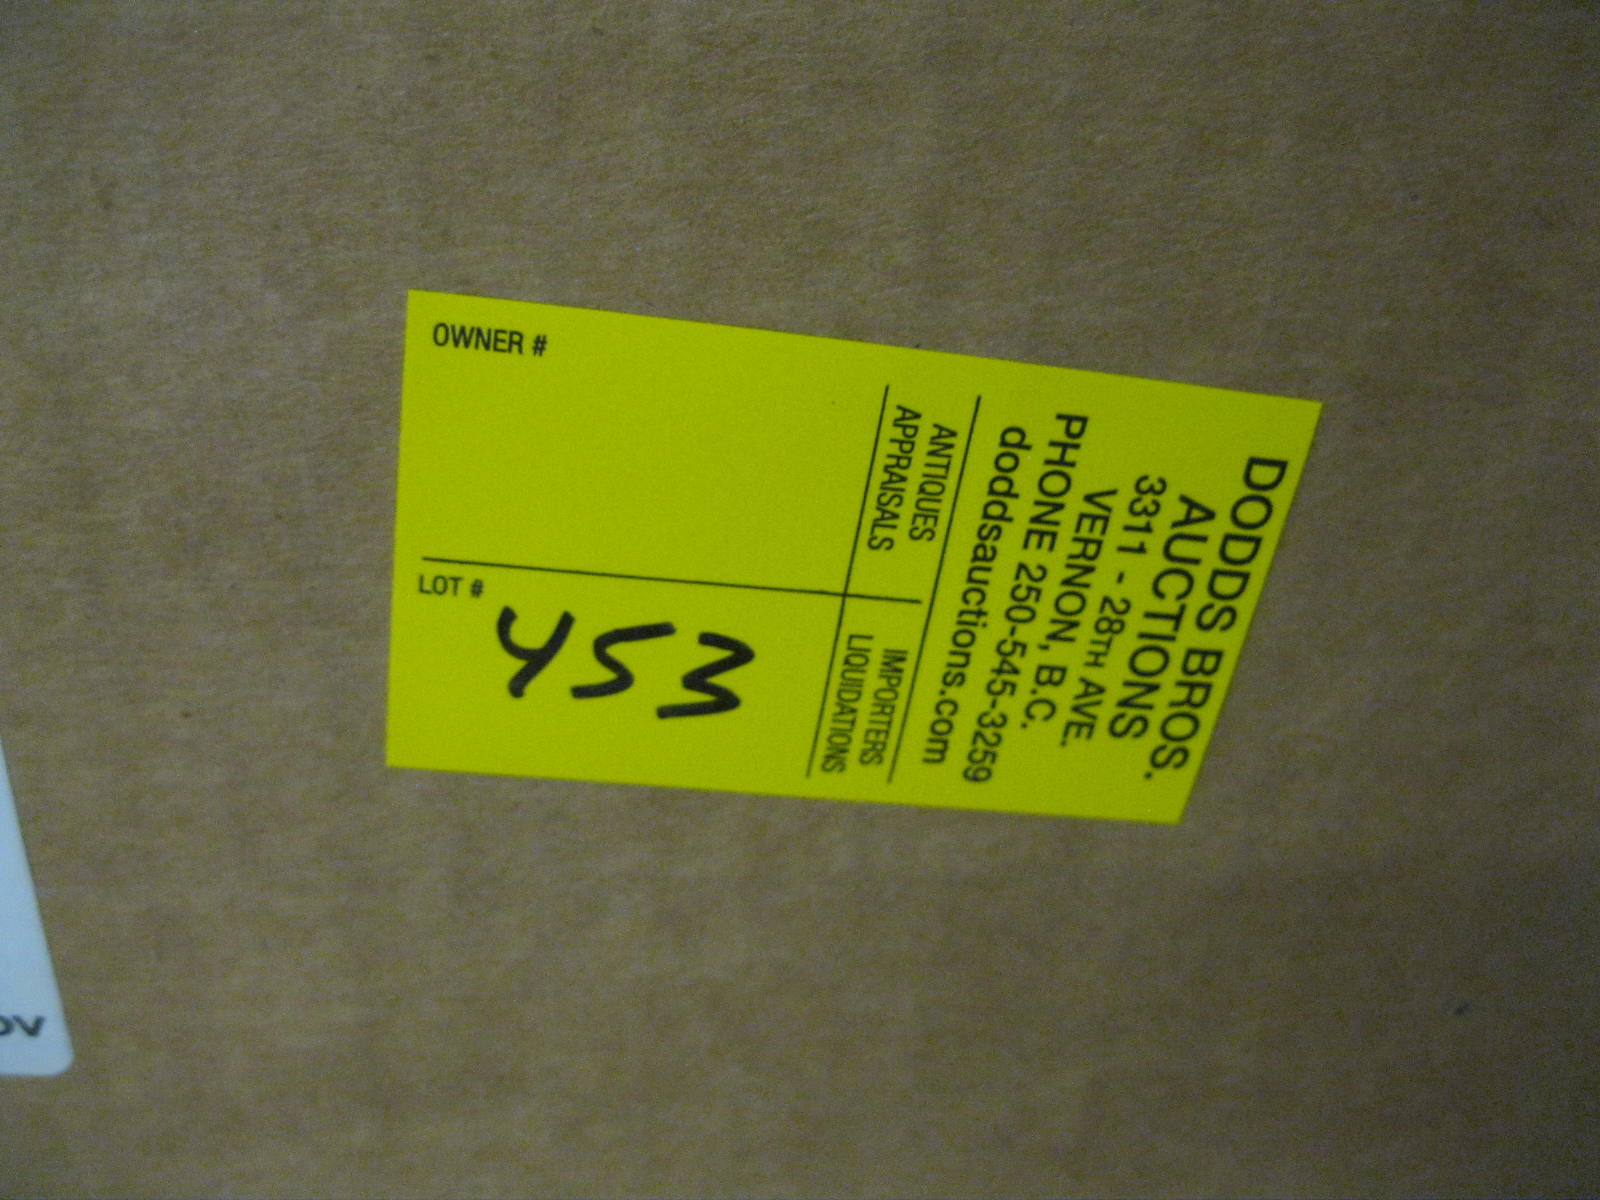 DODDS BROS.
AUCTIONS
3311 - 28TH AVE.
VERNON, B.C.
PHONE 250-545-3259
doddsauctions.com
ANTIQUES
APPRAISALS
IMPORTERS
LIQUIDATIONS
OWNER #
LOT #
453